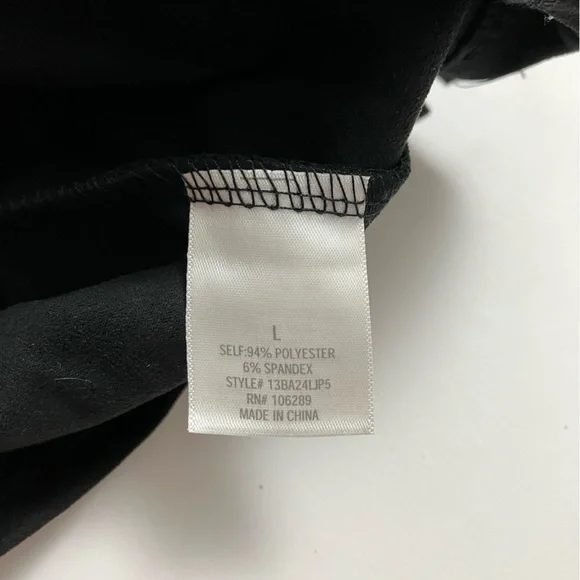 L
SELF:94% POLYESTER
6% SPANDEX
STYLE# 13BA24LJP5
RN# 106289
MADE IN CHINA